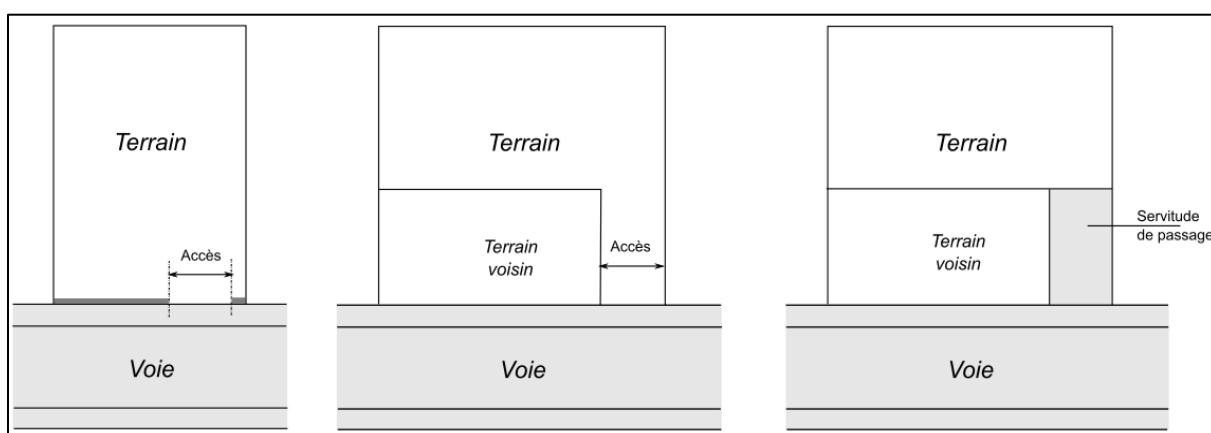 Terrain
Accès
Voie
Terrain
Terrain
voisin
Accès
Voie
Terrain
Terrain
voisin
Servitude
de passage
Voie